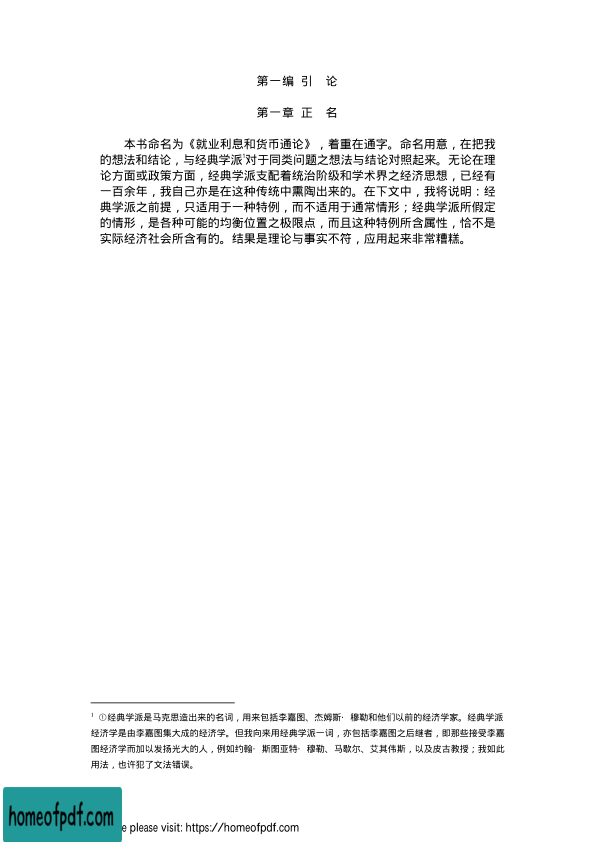 第一编 引　论
第一章 正　名
本书命名为《就业利息和货币通论》，着重在通字。命名用意，在把我
的想法和结论，与经典学派¹对于同类问题之想法与结论对照起来。无论在理
论方面或政策方面，经典学派支配着统治阶级和学术界之经济思想，已经有
一百余年，我自己亦是在这种传统中熏陶出来的。在下文中，我将说明：经
典学派之前提，只适用于一种特例，而不适用于通常情形；经典学派所假定
的情形，是各种可能的均衡位置之极限点，而且这种特例所含属性，恰不是
实际经济社会所含有的。结果是理论与事实不符，应用起来非常糟糕。
¹ ①经典学派是马克思造出来的名词，用来包括李嘉图、杰姆斯·穆勒和他们以前的经济学家。经典学派
经济学是由李嘉图集大成的经济学。但我向来用经典学派一词，亦包括李嘉图之后继者，即那些接受李嘉
图经济学而加以发扬光大的人，例如约翰·斯图亚特·穆勒、马歇尔、艾其伟斯，以及皮古教授；我如此
用法，也许犯了文法错误。
homeofpdf.com
e please visit: https://homeofpdf.com